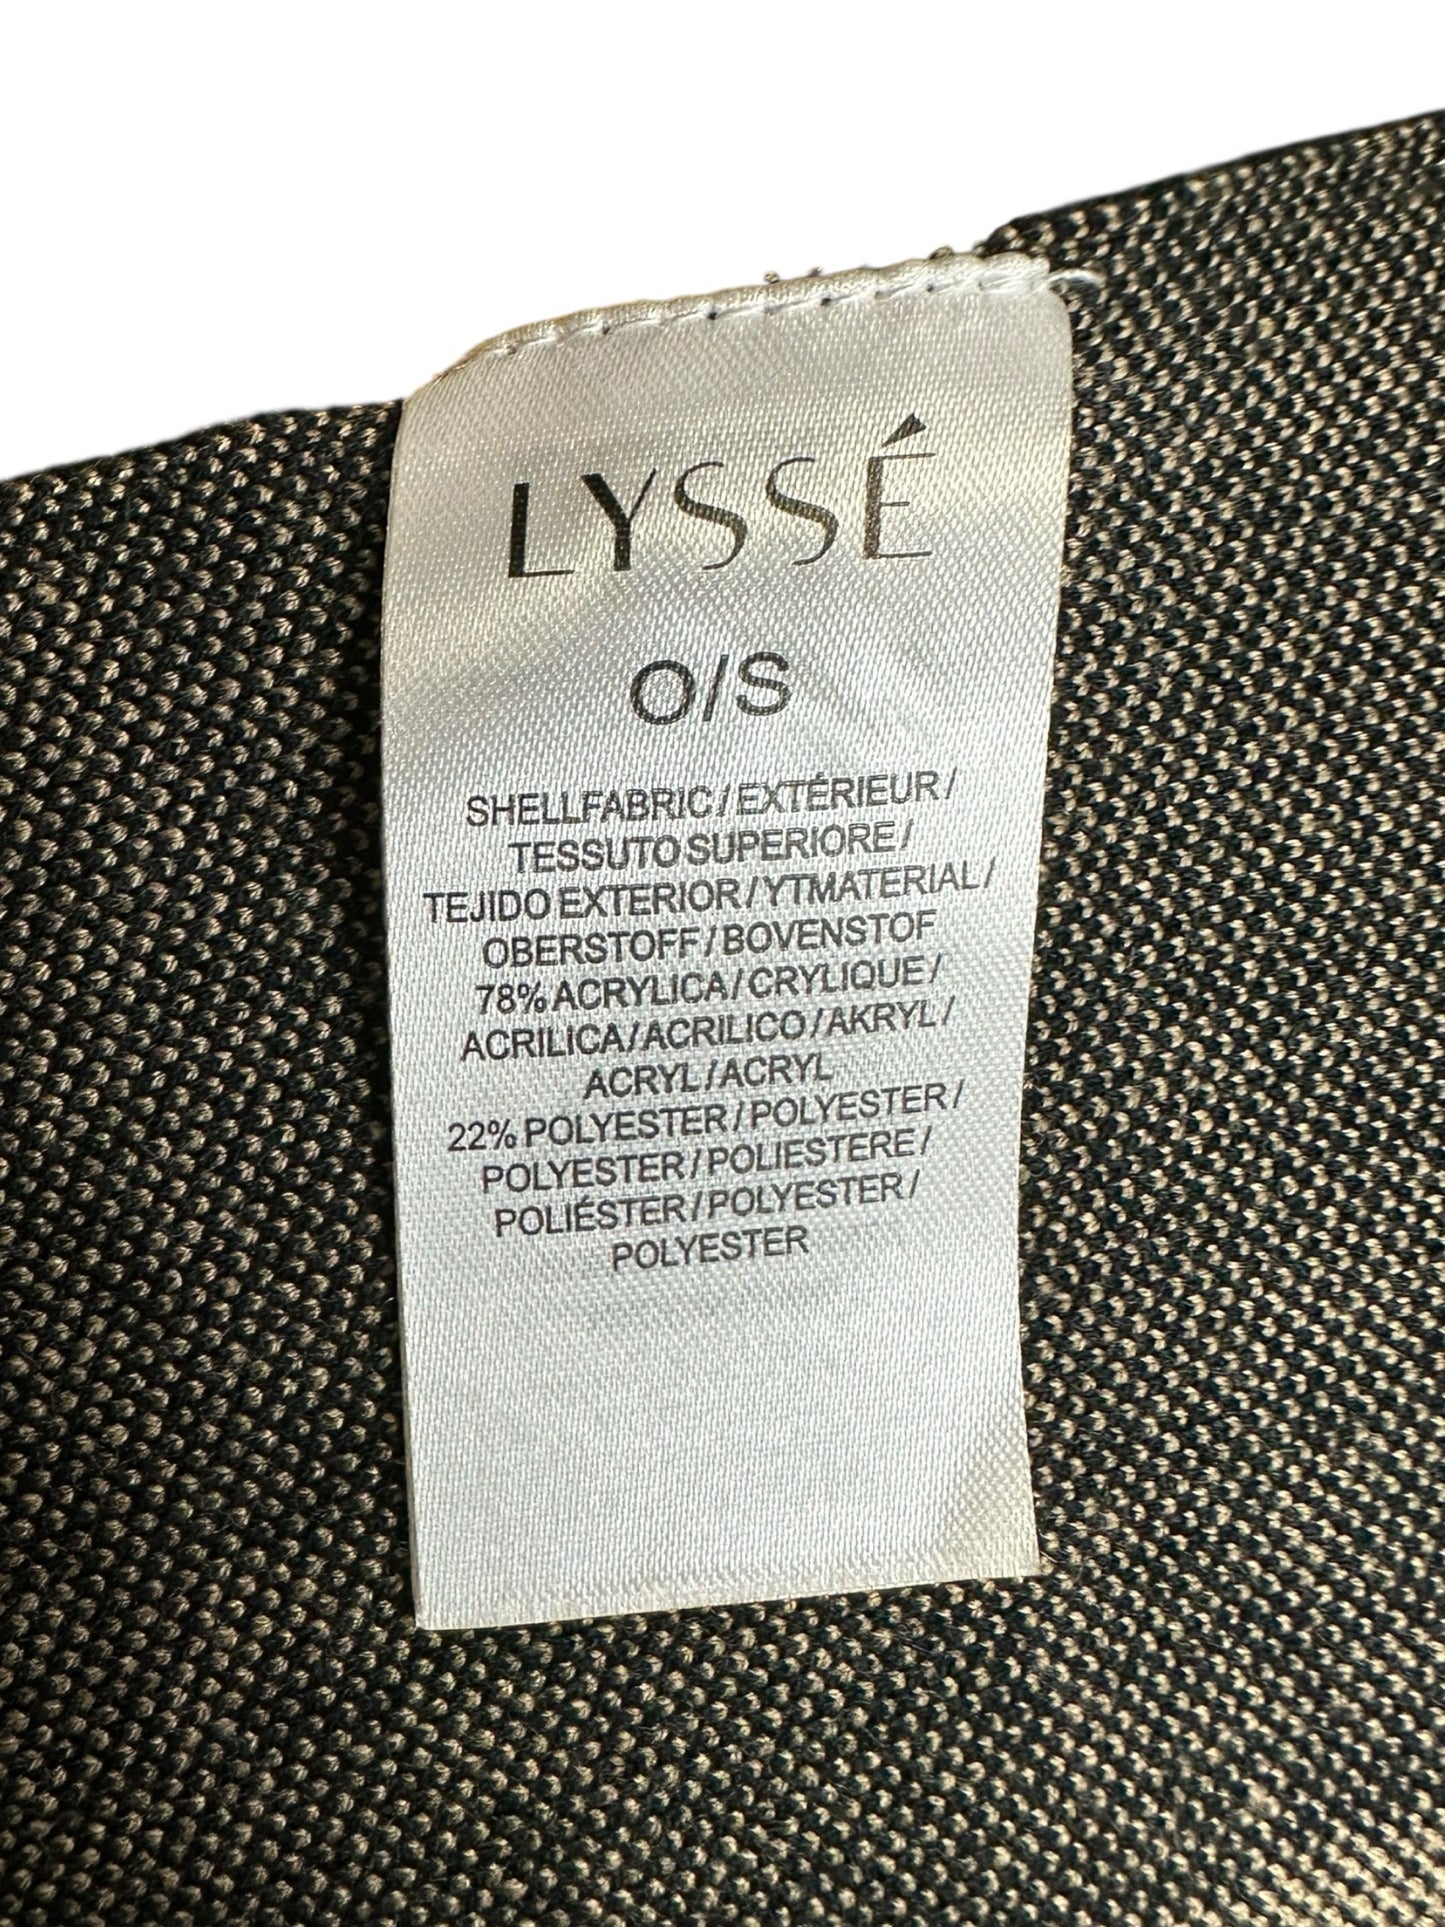 LYSSÉ
O/S
SHELLFABRIC/EXTÉRIEUR/
TESSUTO SUPERIORE/
TEJIDO EXTERIOR/YTMATERIAL/
OBERSTOFF/BOVENSTOF
78% ACRYLICA/CRYLIQUE/
ACRILICA/ACRILICO/AKRYL/
ACRYL/ACRYL
22% POLYESTER/POLYESTER/
POLYESTER/POLIESTERE/
POLIÉSTER/POLYESTER/
POLYESTER